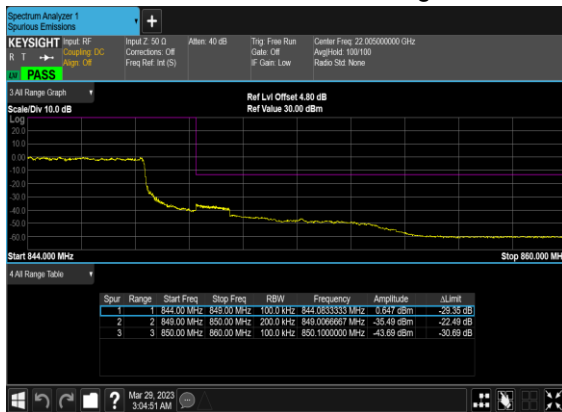 Spectrum Analyzer 1
Spurious Emissions
KEYSIGHT Input: RF
R T Coupling: DC
Align: Off
Input Z: 50 Ω
Corrections: Off
Freq Ref: Int (S)
Atten: 40 dB
Trig: Free Run
Gate: Off
IF Gain: Low
Center Freq: 22.005000000 GHz
Avg|Hold: 100/100
Radio Std: None
PASS
3 All Range Graph
Scale/Div 10.0 dB
Ref Lvl Offset 4.80 dB
Ref Value 30.00 dBm
Log
20.0
10.0
0.00
-10.0
-20.0
-30.0
-40.0
-50.0
-60.0
Start 844.000 MHz
Stop 860.000 MH
4 All Range Table
Spur Range Start Freq Stop Freq RBW Frequency Amplitude ΔLimit
1 1 844.00 MHz 849.00 MHz 100.0 kHz 844.0833333 MHz 0.647 dBm -29.35 dB
2 2 849.00 MHz 850.00 MHz 200.0 kHz 849.0066667 MHz -35.49 dBm -22.49 dB
3 3 850.00 MHz 860.00 MHz 100.0 kHz 850.1000000 MHz -43.69 dBm -30.69 dB
Mar 29, 2023
3:04:51 AM